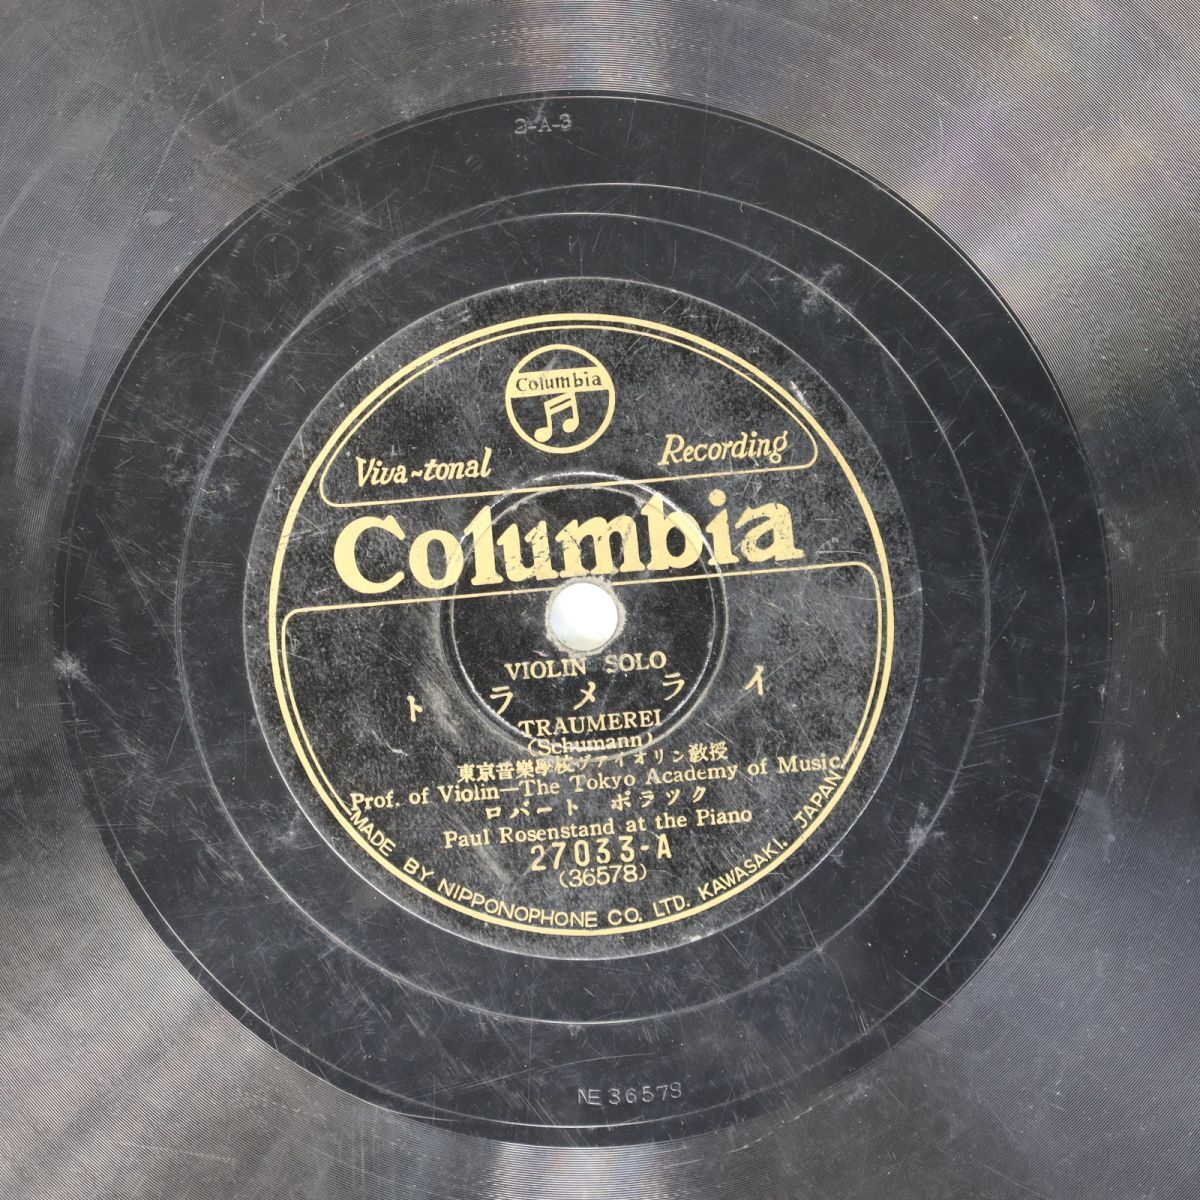 2-A-3
Columbia
Viva-tonal Recording
Columbia
VIOLIN SOLO
トラメライ
TRAUMEREI
(Schumann)
東京音樂學校ヴァイオリン教授
Prof. of Violin—The Tokyo Academy of Music
ロバート ポラック
Paul Rosenstand at the Piano
27033-A
(36578)
MADE BY NIPPONOPHONE CO. LTD. KAWASAKI, JAPAN
NE 36578